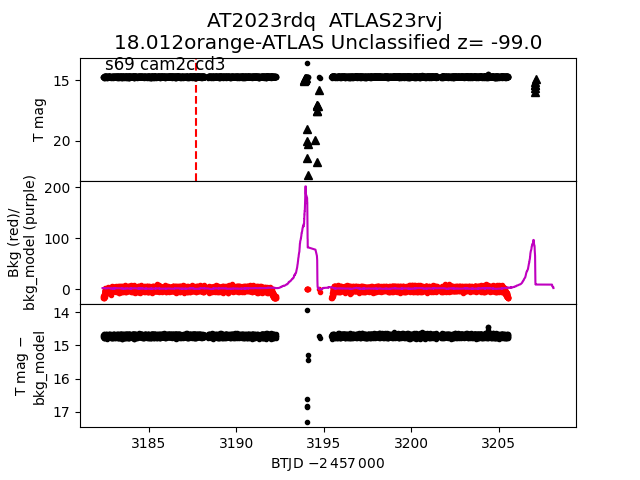 AT2023rdq  ATLAS23rvj
18.012orange-ATLAS Unclassified z= -99.0
s69 cam2ccd3
T mag
15
20
Bkg (red)/
bkg_model (purple)
200
100
0
T mag −
bkg_model
14
15
16
17
3185 3190 3195 3200 3205
BTJD −2 457 000